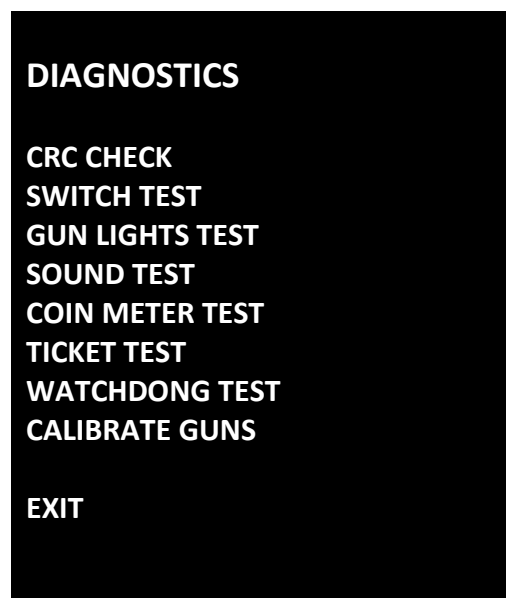 DIAGNOSTICS
CRC CHECK
SWITCH TEST
GUN LIGHTS TEST
SOUND TEST
COIN METER TEST
TICKET TEST
WATCHDONG TEST
CALIBRATE GUNS
EXIT